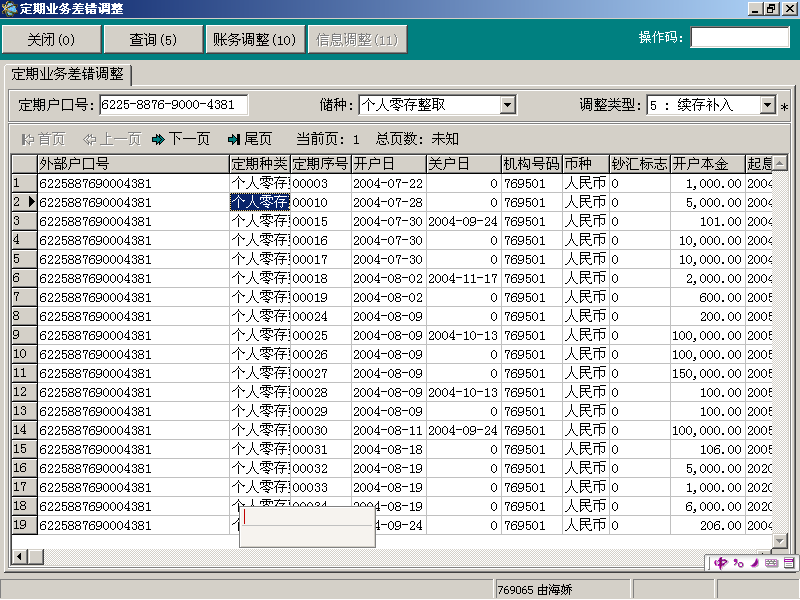 定期业务差错调整
关闭(0) 查询(5) 账务调整(10) 信息调整(11) 操作码:
定期业务差错调整
定期户口号: 6225-8876-9000-4381 储种: 个人零存整取 调整类型: 5 : 续存补入 *
首页 上一页 下一页 尾页 当前页: 1 总页数: 未知
外部户口号 定期种类 定期序号 开户日 关户日 机构号码 币种 钞汇标志 开户本金 起息
1 6225887690004381 个人零存 00003 2004-07-22 0 769501 人民币 0 1,000.00 2004
2 6225887690004381 个人零存 00010 2004-07-28 0 769501 人民币 0 5,000.00 2004
3 6225887690004381 个人零存 00015 2004-07-30 2004-09-24 769501 人民币 0 101.00 2004
4 6225887690004381 个人零存 00016 2004-07-30 0 769501 人民币 0 10,000.00 2004
5 6225887690004381 个人零存 00017 2004-07-30 0 769501 人民币 0 10,000.00 2004
6 6225887690004381 个人零存 00018 2004-08-02 2004-11-17 769501 人民币 0 2,000.00 2004
7 6225887690004381 个人零存 00019 2004-08-02 0 769501 人民币 0 600.00 2005
8 6225887690004381 个人零存 00024 2004-08-09 0 769501 人民币 0 200.00 2005
9 6225887690004381 个人零存 00025 2004-08-09 2004-10-13 769501 人民币 0 100,000.00 2005
10 6225887690004381 个人零存 00026 2004-08-09 0 769501 人民币 0 100,000.00 2005
11 6225887690004381 个人零存 00027 2004-08-09 0 769501 人民币 0 150,000.00 2005
12 6225887690004381 个人零存 00028 2004-08-09 2004-10-13 769501 人民币 0 100.00 2005
13 6225887690004381 个人零存 00029 2004-08-09 0 769501 人民币 0 100.00 2005
14 6225887690004381 个人零存 00030 2004-08-11 2004-09-24 769501 人民币 0 100,000.00 2005
15 6225887690004381 个人零存 00031 2004-08-18 0 769501 人民币 0 106.00 2005
16 6225887690004381 个人零存 00032 2004-08-19 0 769501 人民币 0 5,000.00 2020
17 6225887690004381 个人零存 00033 2004-08-19 0 769501 人民币 0 1,000.00 2020
18 6225887690004381 个人零存 00034 2004-08-19 0 769501 人民币 0 6,000.00 2020
19 6225887690004381 个 04-09-24 0 769501 人民币 0 206.00 2004
中
769065 由海娇